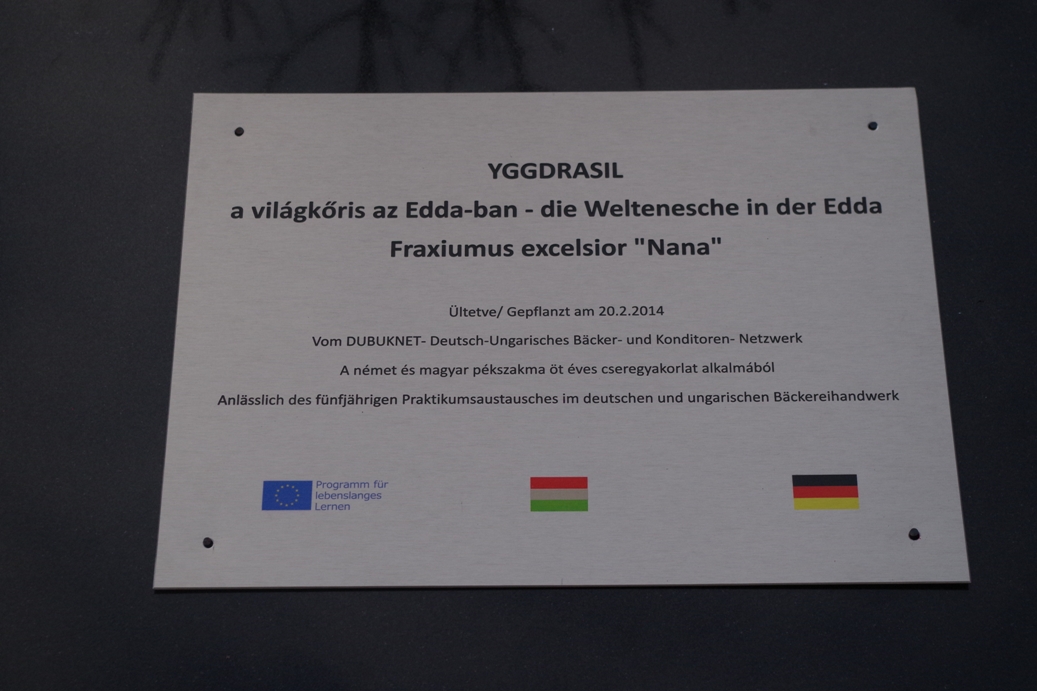 YGGDRASIL
a világkőris az Edda-ban - die Weltenesche in der Edda
Fraxiumus excelsior "Nana"
Ültetve/ Gepflanzt am 20.2.2014
Vom DUBUKNET- Deutsch-Ungarisches Bäcker- und Konditoren- Netzwerk
A német és magyar pékszakma öt éves cseregyakorlat alkalmából
Anlässlich des fünfjährigen Praktikumsaustausches im deutschen und ungarischen Bäckereihandwerk
Programm für
lebenslanges
Lernen